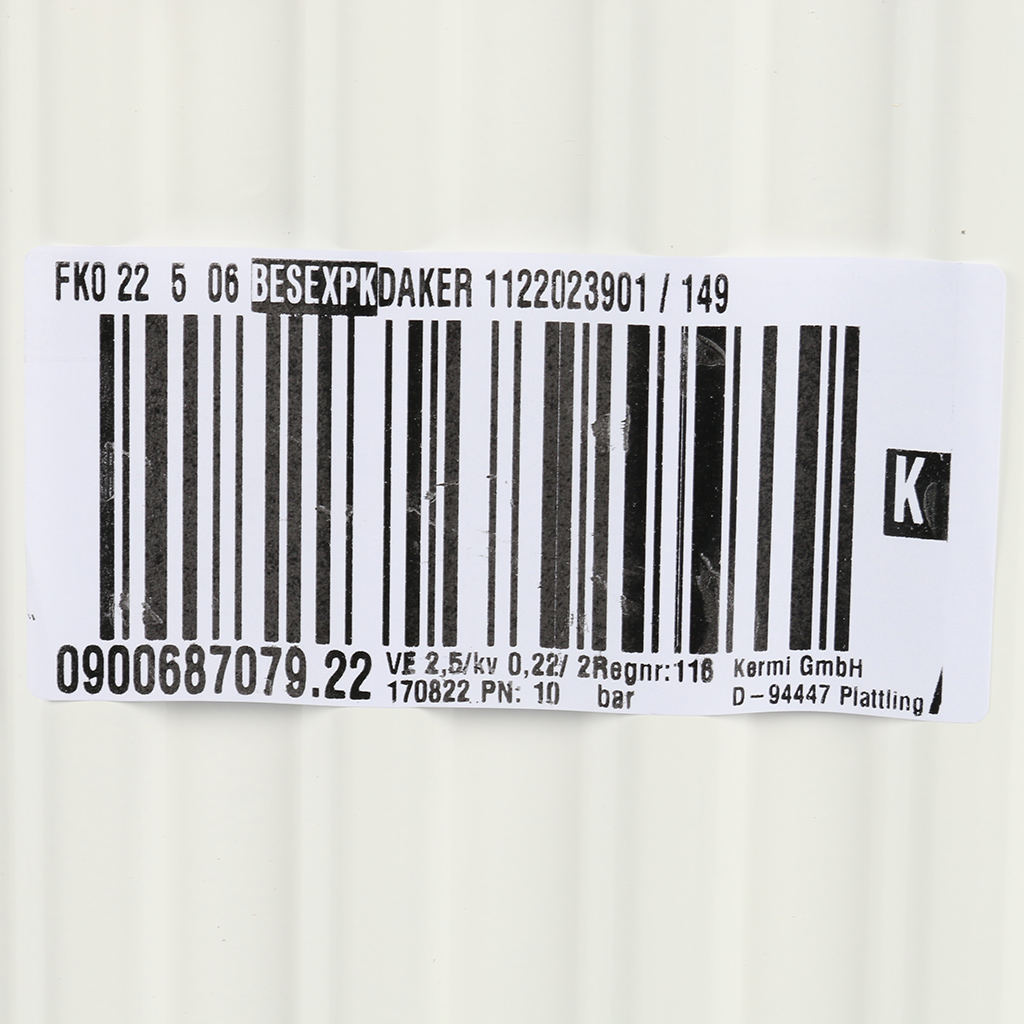 FK0 22 5 06 BESEXPKDAKER 1122023901 / 149
K
0900687079.22
VE 2,5/kv 0,22/ 2Regnr:116
170822 PN: 10 bar
Kermi GmbH
D-94447 Plattling